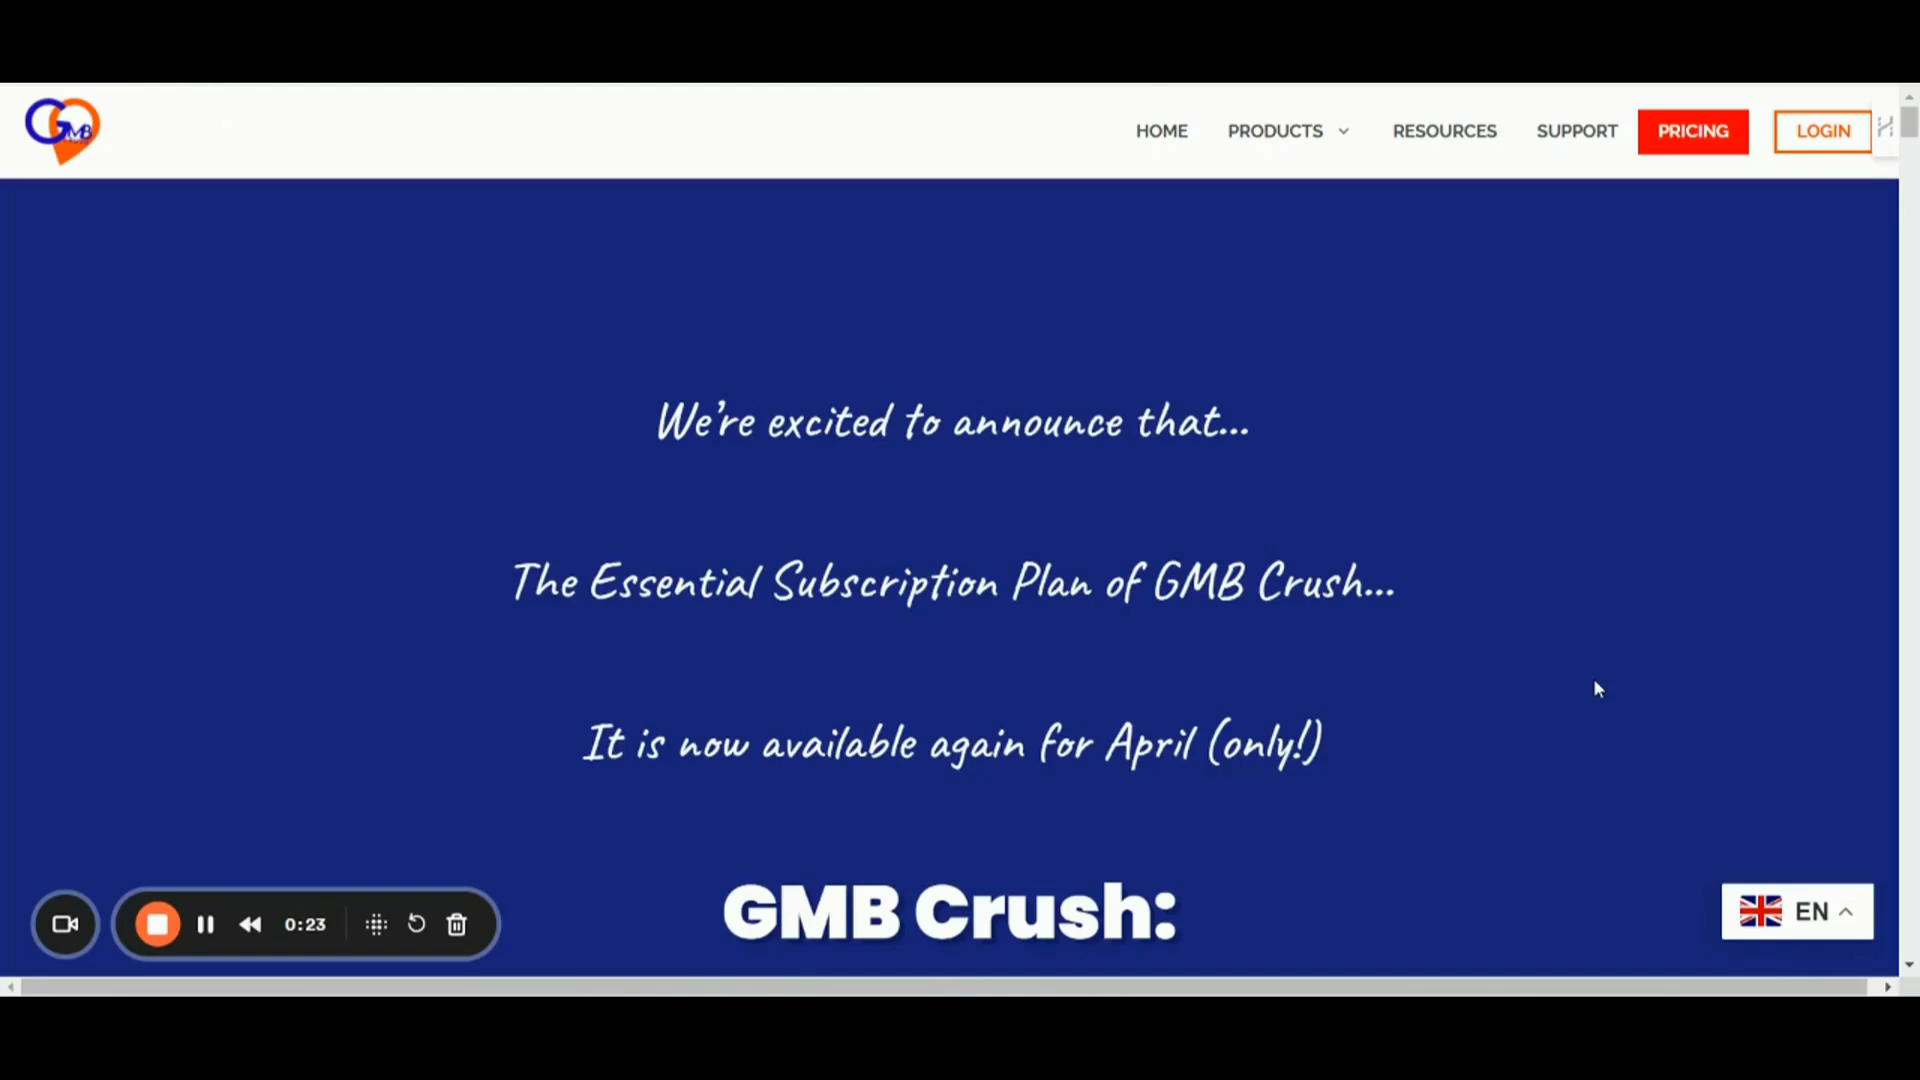 GMB
HOME PRODUCTS RESOURCES SUPPORT PRICING LOGIN
We're excited to announce that...
The Essential Subscription Plan of GMB Crush...
It is now available again for April (only!)
GMB Crush:
0:23
EN